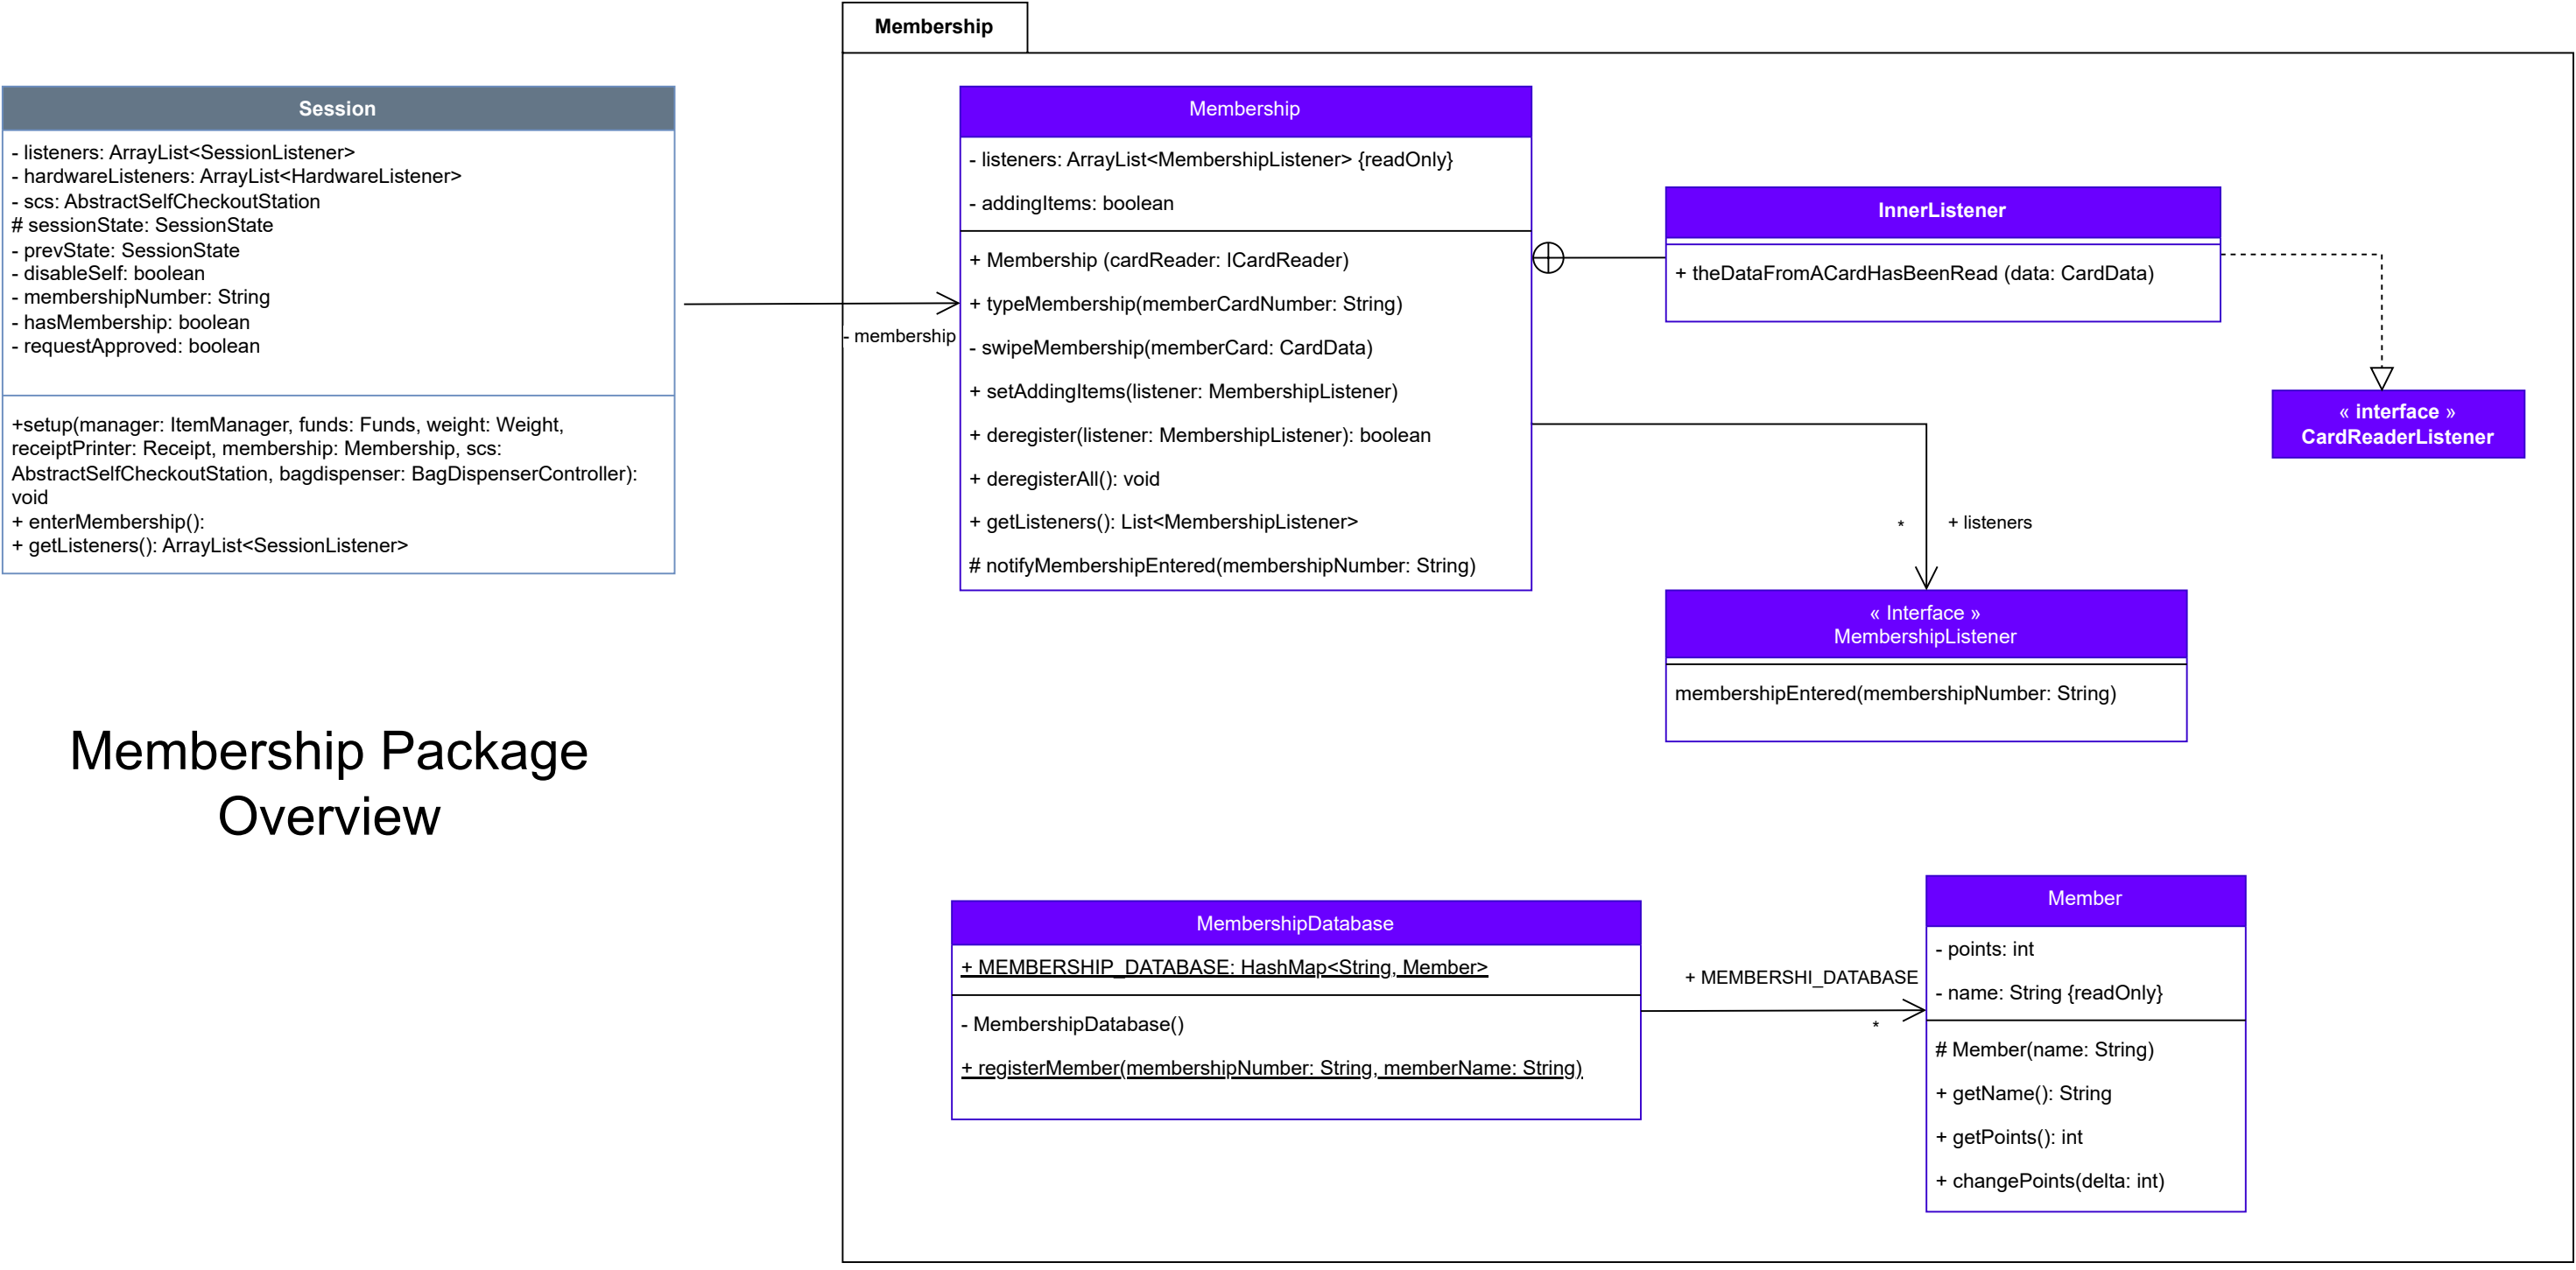 Membership
Session
- listeners: ArrayList<SessionListener>
- hardwareListeners: ArrayList<HardwareListener>
- scs: AbstractSelfCheckoutStation
# sessionState: SessionState
- prevState: SessionState
- disableSelf: boolean
- membershipNumber: String
- hasMembership: boolean
- requestApproved: boolean
+setup(manager: ItemManager, funds: Funds, weight: Weight,
receiptPrinter: Receipt, membership: Membership, scs:
AbstractSelfCheckoutStation, bagdispenser: BagDispenserController):
void
+ enterMembership():
+ getListeners(): ArrayList<SessionListener>
- membership
Membership
- listeners: ArrayList<MembershipListener> {readOnly}
- addingItems: boolean
+ Membership (cardReader: ICardReader)
+ typeMembership(memberCardNumber: String)
- swipeMembership(memberCard: CardData)
+ setAddingItems(listener: MembershipListener)
+ deregister(listener: MembershipListener): boolean
+ deregisterAll(): void
+ getListeners(): List<MembershipListener>
# notifyMembershipEntered(membershipNumber: String)
InnerListener
+ theDataFromACardHasBeenRead (data: CardData)
« interface »
CardReaderListener
* + listeners
« Interface »
MembershipListener
membershipEntered(membershipNumber: String)
Membership Package
Overview
MembershipDatabase
+ MEMBERSHIP_DATABASE: HashMap<String, Member>
- MembershipDatabase()
+ registerMember(membershipNumber: String, memberName: String)
+ MEMBERSHI_DATABASE
*
Member
- points: int
- name: String {readOnly}
# Member(name: String)
+ getName(): String
+ getPoints(): int
+ changePoints(delta: int)